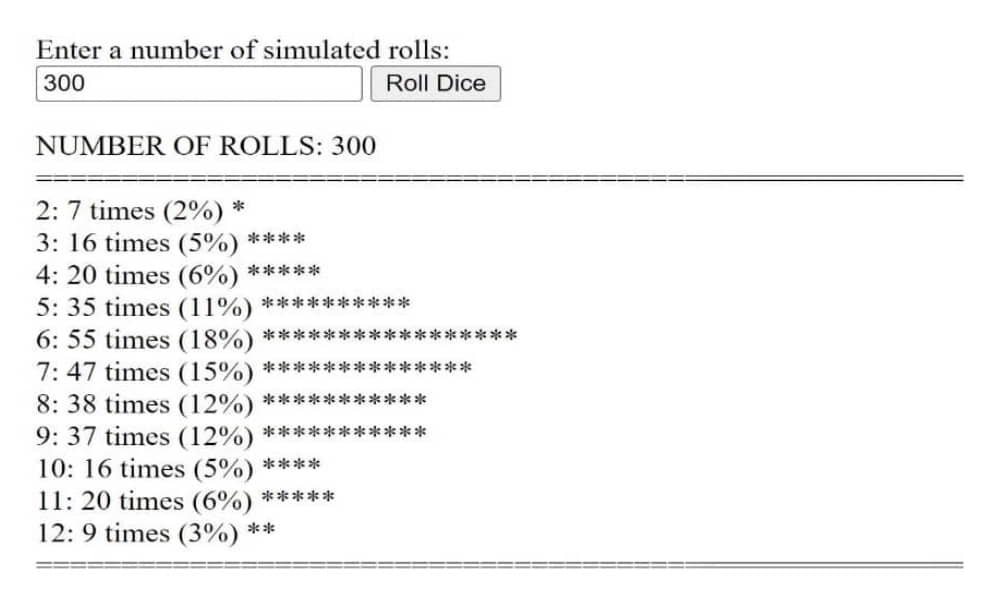 Enter a number of simulated rolls:
300 Roll Dice
NUMBER OF ROLLS: 300
======================================================
2: 7 times (2%) *
3: 16 times (5%) ****
4: 20 times (6%) *****
5: 35 times (11%) **********
6: 55 times (18%) *****************
7: 47 times (15%) **************
8: 38 times (12%) ***********
9: 37 times (12%) ***********
10: 16 times (5%) ****
11: 20 times (6%) *****
12: 9 times (3%) **
======================================================